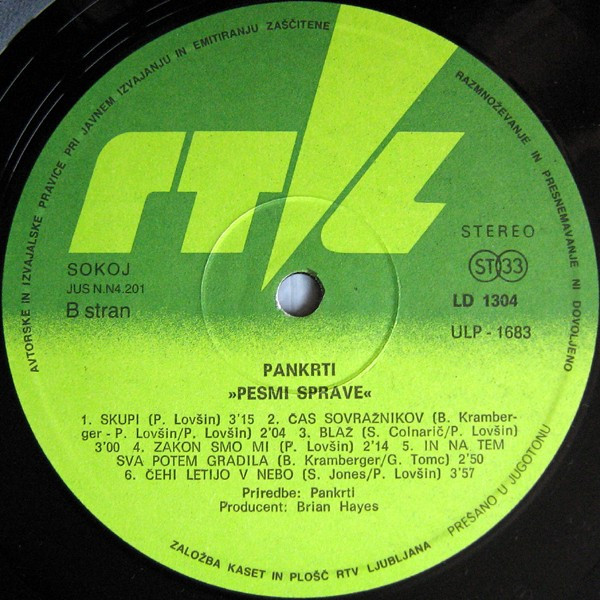 AVTORSKE IN IZVAJALSKE PRAVICE PRI JAVNEM IZVAJANJU IN EMITIRANJU ZAŠČITENE
RAZMNOŽEVANJE IN PRESNEMAVANJE NI DOVOLJENO
RTL
SOKOJ
JUS N.N4.201
B stran
STEREO
ST 33
LD 1304
ULP - 1683
PANKRTI
»PESMI SPRAVE«
1. SKUPI (P. Lovšin) 3'15 2. ČAS SOVRAŽNIKOV (B. Kramber-
ger - P. Lovšin/P. Lovšin) 2'04 3. BLAŽ (S. Colnarič/P. Lovšin)
3'00 4. ZAKON SMO MI (P. Lovšin) 2'14 5. IN NA TEM
SVA POTEM GRADILA (B. Kramberger/G. Tomc) 2'50
6. ČEHI LETIJO V NEBO (S. Jones/P. Lovšin) 3'57
Priredbe: Pankrti
Producent: Brian Hayes
ZALOŽBA KASET IN PLOŠČ RTV LJUBLJANA
PREŠANO U JUGOTONU